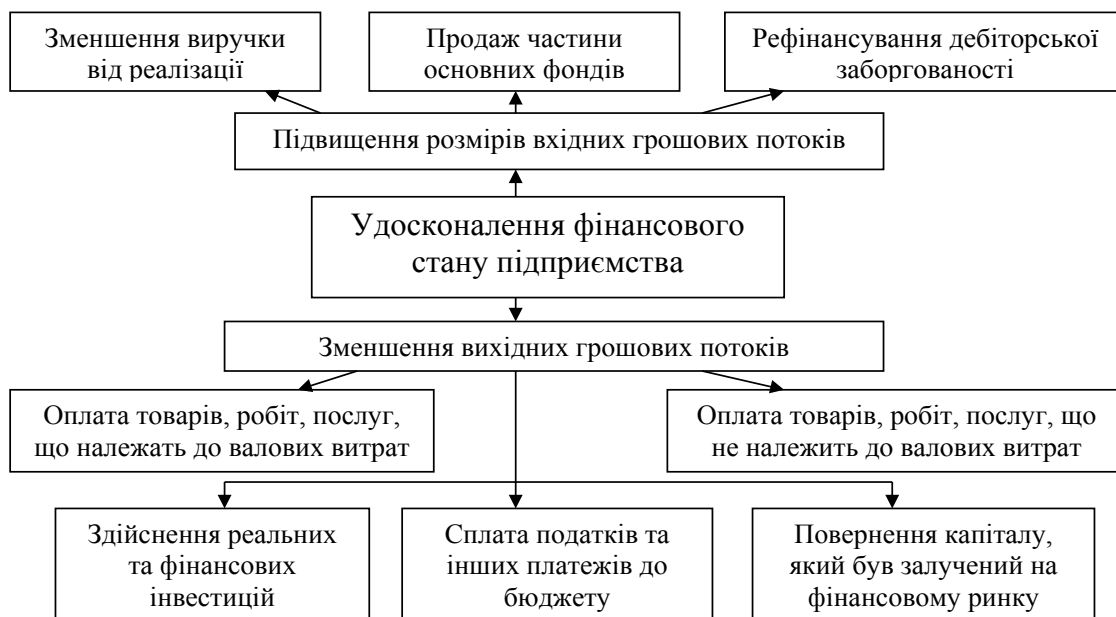 Зменшення виручки
від реалізації
Продаж частини
основних фондів
Рефінансування дебіторської
заборгованості
Підвищення розмірів вхідних грошових потоків
Удосконалення фінансового
стану підприємства
Зменшення вихідних грошових потоків
Оплата товарів, робіт, послуг,
що належать до валових витрат
Оплата товарів, робіт, послуг, що
не належить до валових витрат
Здійснення реальних
та фінансових
інвестицій
Сплата податків та
інших платежів до
бюджету
Повернення капіталу,
який був залучений на
фінансовому ринку